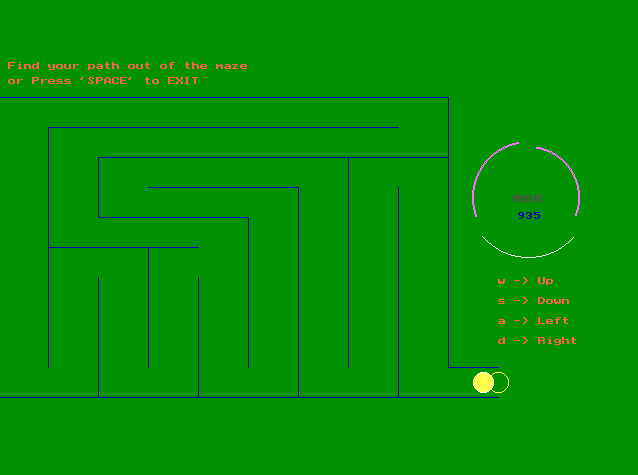 Find your path out of the maze
or Press 'SPACE' to EXIT
935
w -> Up
s -> Down
a -> Left
d -> Right